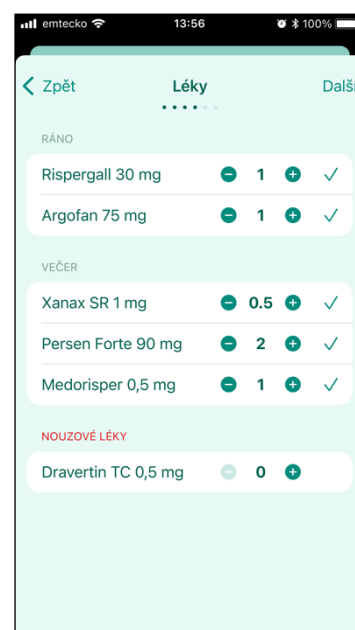 emtecko 13:56 100%
Zpět Léky Další
RÁNO
Rispergall 30 mg 1
Argofan 75 mg 1
VEČER
Xanax SR 1 mg 0.5
Persen Forte 90 mg 2
Medorisper 0,5 mg 1
NOUZOVÉ LÉKY
Dravertin TC 0,5 mg 0